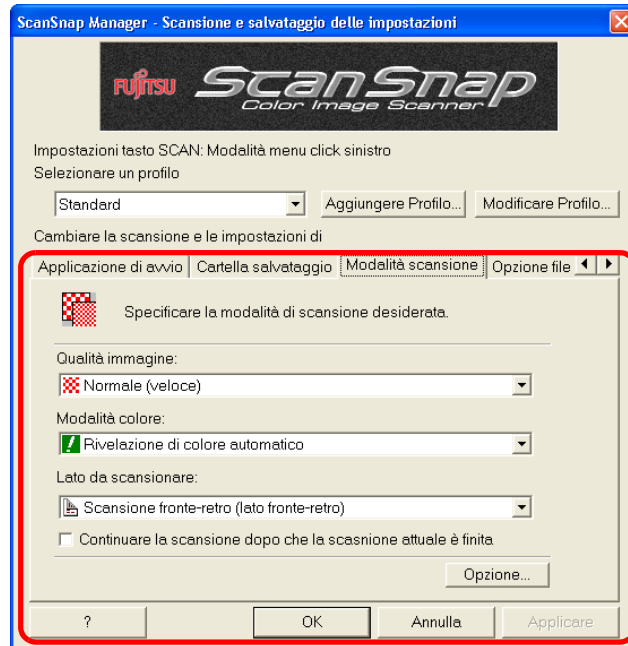 ScanSnap Manager - Scansione e salvataggio delle impostazioni
FUJITSU ScanSnap
Color Image Scanner
Impostazioni tasto SCAN: Modalità menu click sinistro
Selezionare un profilo
Standard Aggiungere Profilo... Modificare Profilo...
Cambiare la scansione e le impostazioni di
Applicazione di avvio Cartella salvataggio Modalità scansione Opzione file
Specificare la modalità di scansione desiderata.
Qualità immagine:
Normale (veloce)
Modalità colore:
Rivelazione di colore automatico
Lato da scansionare:
Scansione fronte-retro (lato fronte-retro)
Continuare la scansione dopo che la scasnione attuale è finita
Opzione...
? OK Annulla Applicare